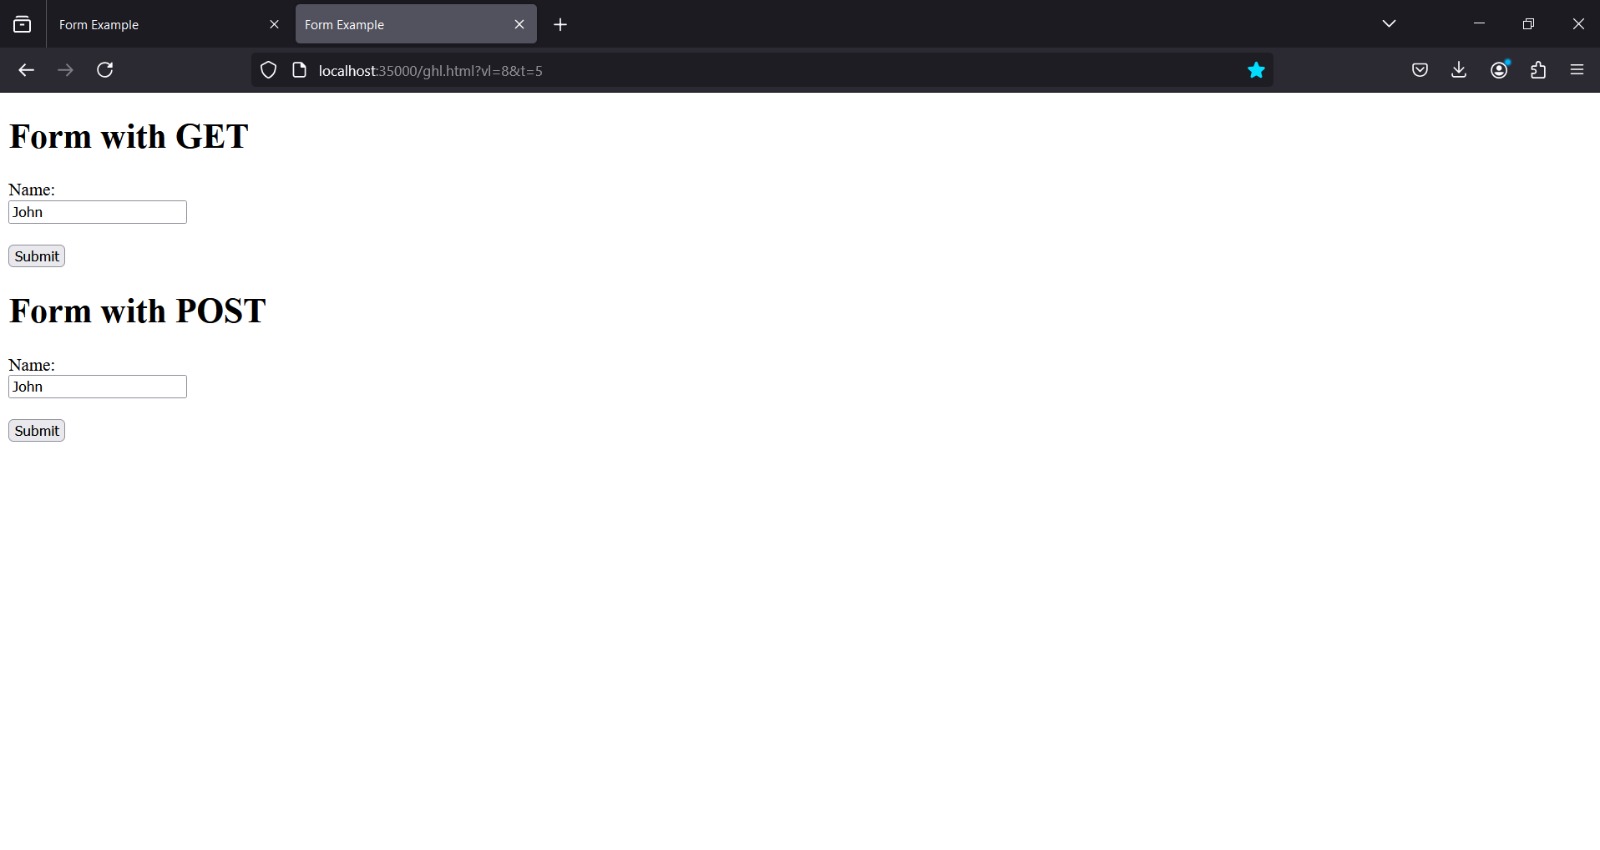 Form Example
Form Example
localhost:35000/ghl.html?vl=8&t=5
Form with GET
Name:
John
Submit
Form with POST
Name:
John
Submit